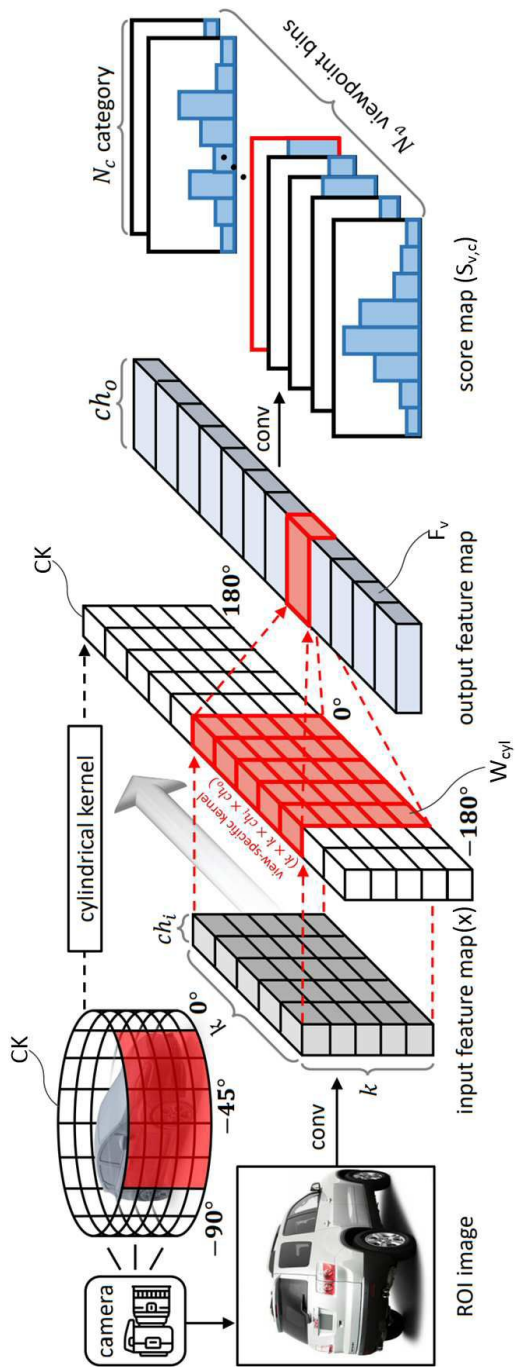 camera
ROI image
conv
CK
−90°
−45°
0°
cylindrical kernel
k
k
ch_i
input feature map(x)
view-specific kernel
(k × k × ch_i × ch_o)
CK
180°
0°
−180°
W_cyl
ch_o
F_v
output feature map
conv
N_c category
N_v viewpoint bins
score map (S_v,c)